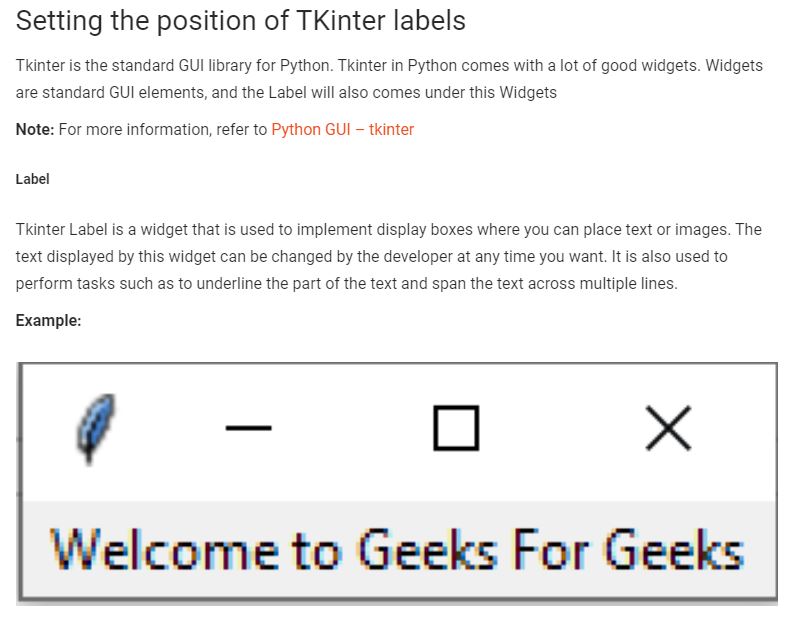 Setting the position of TKinter labels
Tkinter is the standard GUI library for Python. Tkinter in Python comes with a lot of good widgets. Widgets
are standard GUI elements, and the Label will also comes under this Widgets
Note: For more information, refer to Python GUI – tkinter
Label
Tkinter Label is a widget that is used to implement display boxes where you can place text or images. The
text displayed by this widget can be changed by the developer at any time you want. It is also used to
perform tasks such as to underline the part of the text and span the text across multiple lines.
Example:
Welcome to Geeks For Geeks